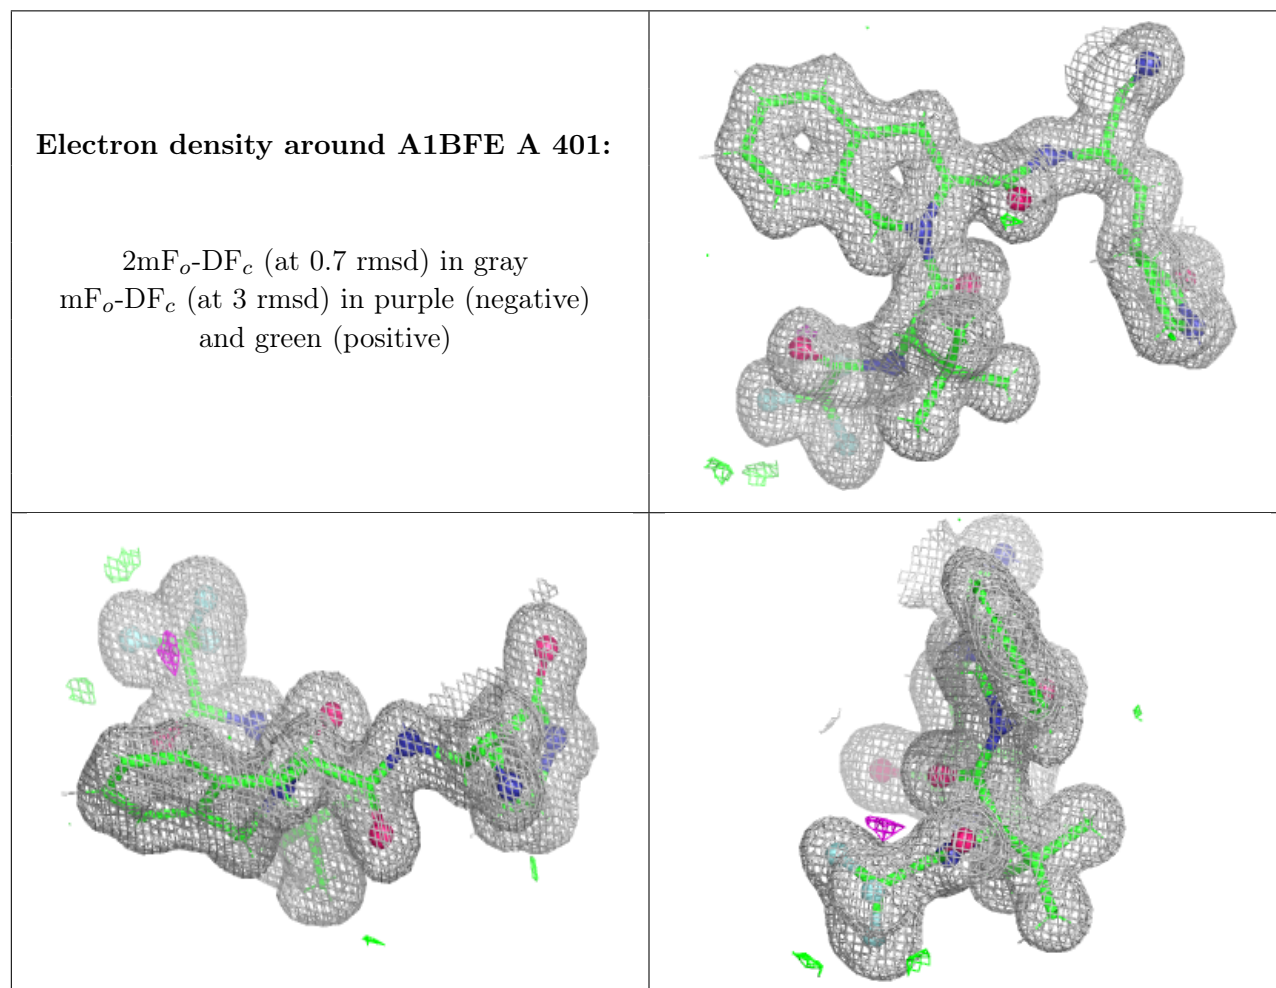 Electron density around A1BFE A 401:
2mFo-DFc (at 0.7 rmsd) in gray
mFo-DFc (at 3 rmsd) in purple (negative)
and green (positive)